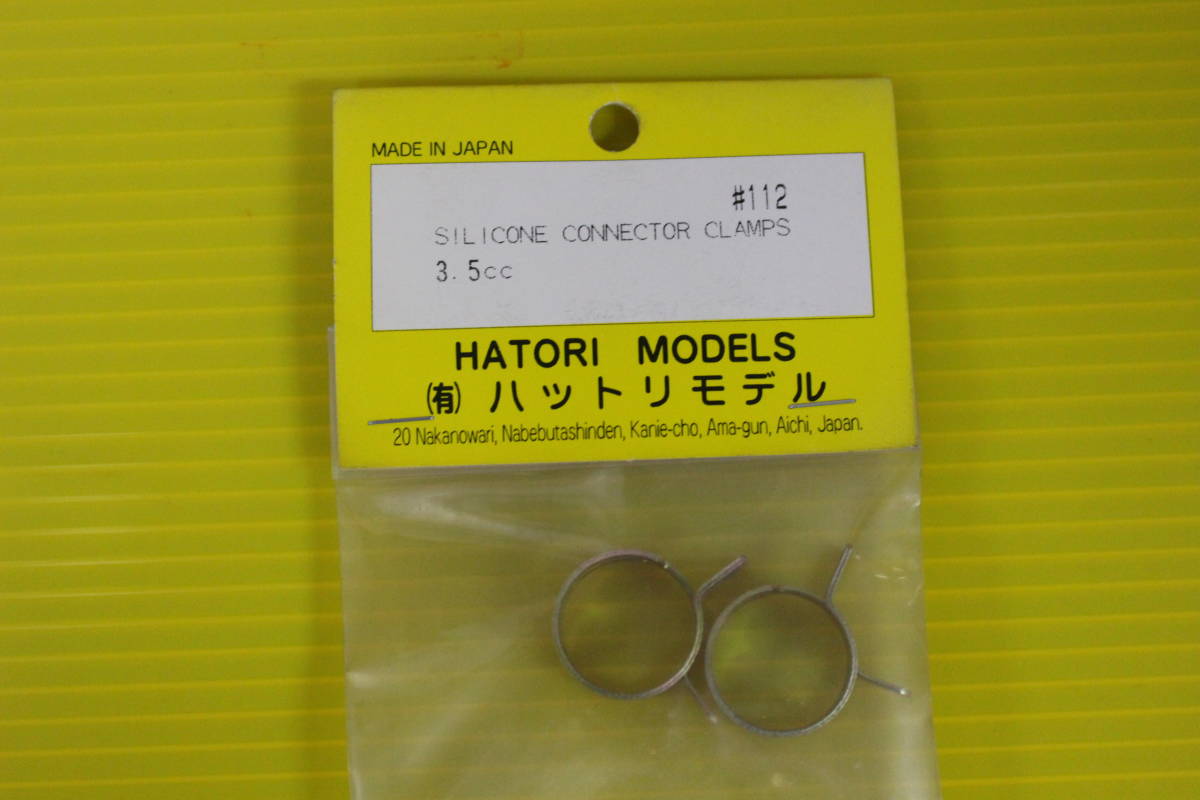 MADE IN JAPAN
#112
SILICONE CONNECTOR CLAMPS
3.5cc
HATORI MODELS
㈲ ハットリモデル
20 Nakanowari, Nabebutashinden, Kanie-cho, Ama-gun, Aichi, Japan.